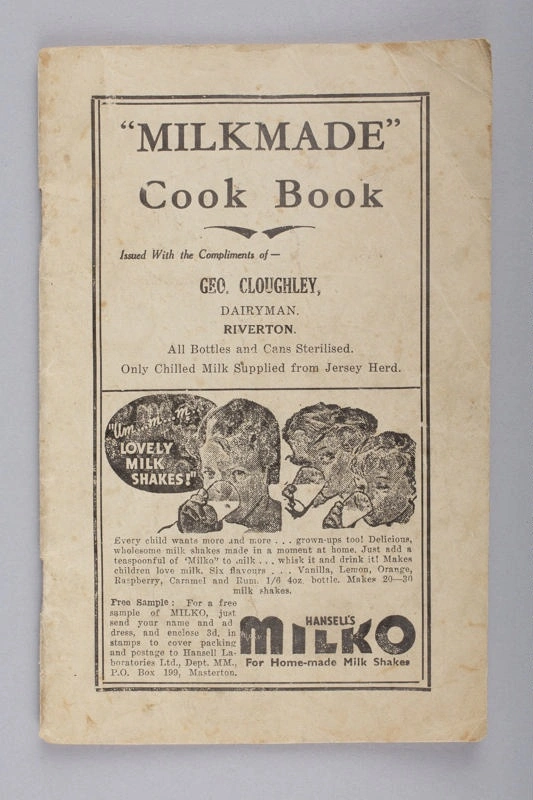 "MILKMADE"
Cook Book
Issued With the Compliments of—
GEO. CLOUGHLEY,
DAIRYMAN.
RIVERTON.
All Bottles and Cans Sterilised.
Only Chilled Milk Supplied from Jersey Herd.
"Um...m...m.
LOVELY
MILK
SHAKES!"
Every child wants more and more . . . grown-ups too! Delicious,
wholesome milk shakes made in a moment at home. Just add a
teaspoonful of "Milko" to milk . . . whisk it and drink it! Makes
children love milk. Six flavours . . . Vanilla, Lemon, Orange,
Raspberry, Caramel and Rum. 1/6 4oz. bottle. Makes 20—30
milk shakes.
Free Sample: For a free
sample of MILKO, just
send your name and ad
dress, and enclose 3d. in
stamps to cover packing
and postage to Hansell La-
boratories Ltd., Dept. MM.,
P.O. Box 199, Masterton.
HANSELL'S
MILKO
For Home-made Milk Shakes